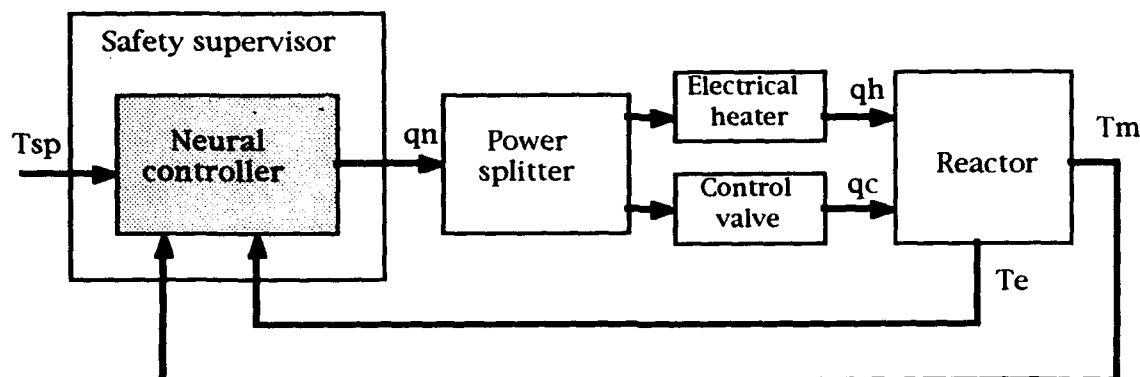 Safety supervisor
Tsp
Neural
controller
qn
Power
splitter
Electrical
heater
Control
valve
qh
qc
Reactor
Tm
Te